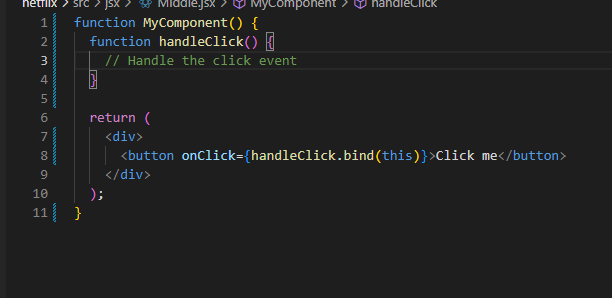 netflix > src > jsx > Middle.jsx > MyComponent > handleClick
1 function MyComponent() {
2 function handleClick() {
3 // Handle the click event
4 }
5
6 return (
7 <div>
8 <button onClick={handleClick.bind(this)}>Click me</button>
9 </div>
10 );
11 }